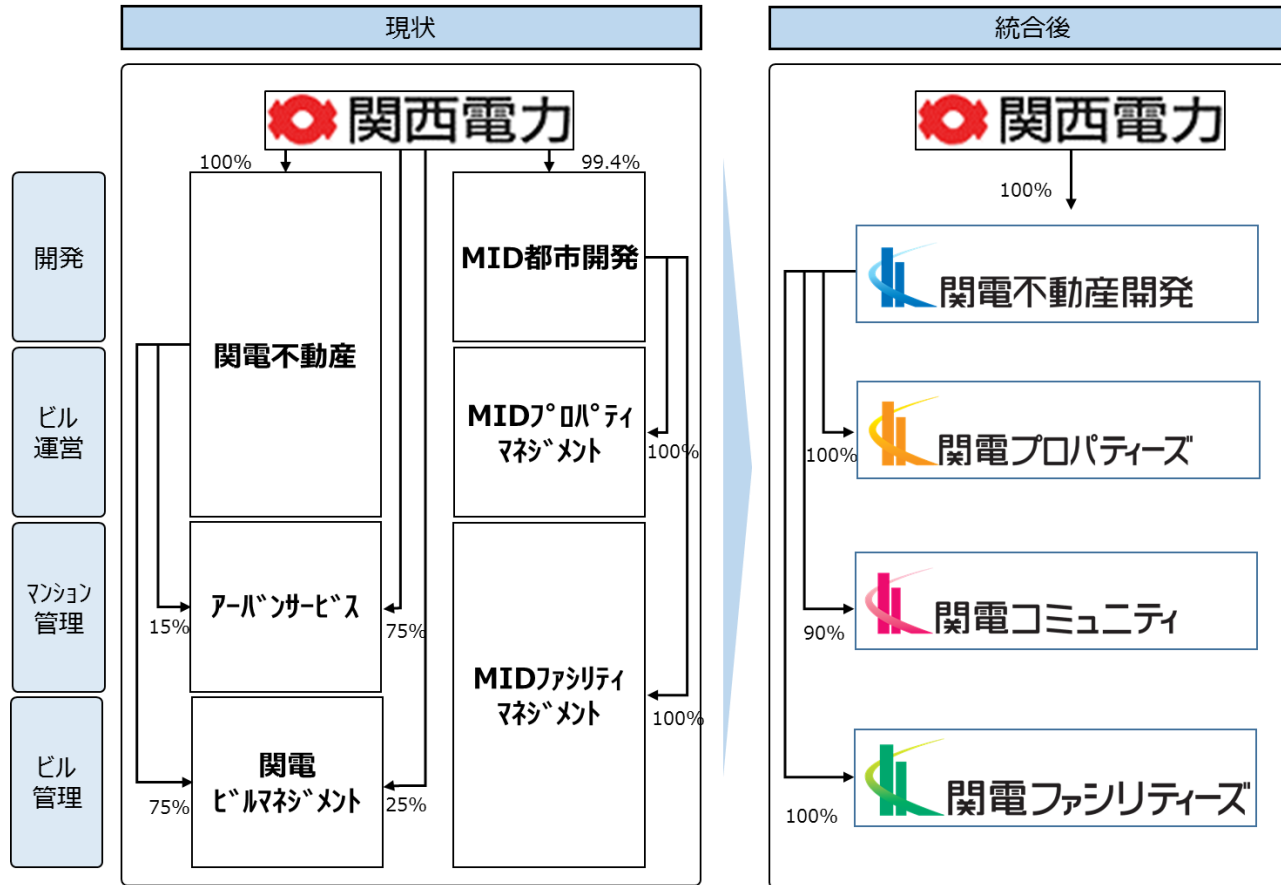 現状
統合後
関西電力
関西電力
100%
99.4%
100%
開発
関電不動産
MID都市開発
関電不動産開発
ビル
運営
MIDﾌﾟﾛﾊﾟﾃｨ
ﾏﾈｼﾞﾒﾝﾄ
100%
100%
関電プロパティーズ
ﾏﾝｼｮﾝ
管理
ｱｰﾊﾞﾝｻｰﾋﾞｽ
15%
75%
MIDﾌｧｼﾘﾃｨ
ﾏﾈｼﾞﾒﾝﾄ
100%
90%
関電コミュニティ
ビル
管理
関電
ﾋﾞﾙﾏﾈｼﾞﾒﾝﾄ
75%
25%
100%
関電ファシリティーズ